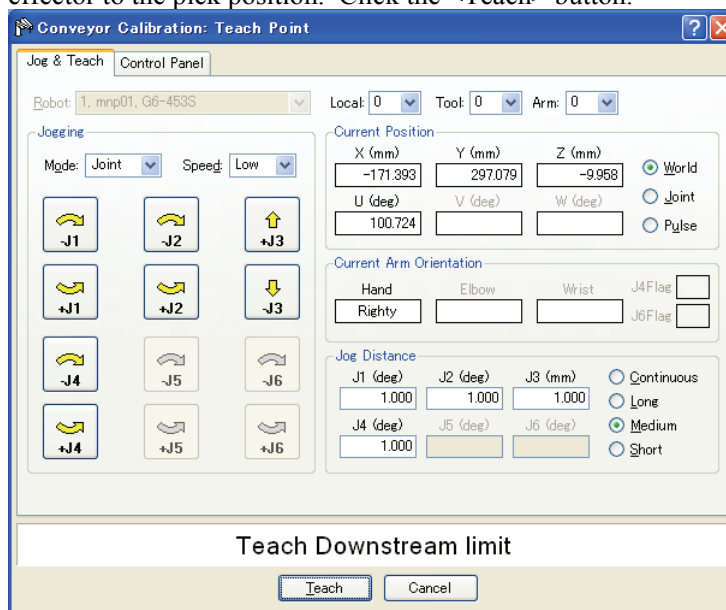 effector to the pick position. Click the <Teach> button.
Conveyor Calibration: Teach Point
Jog & Teach Control Panel
Robot: 1, mnp01, G6-453S Local: 0 Tool: 0 Arm: 0
Jogging
Mode: Joint Speed: Low
-J1 -J2 +J3
+J1 +J2 -J3
-J4 -J5 -J6
+J4 +J5 +J6
Current Position
X (mm) Y (mm) Z (mm)
-171.393 297.079 -9.958
U (deg) V (deg) W (deg)
100.724
World
Joint
Pulse
Current Arm Orientation
Hand Elbow Wrist
Righty
J4Flag
J6Flag
Jog Distance
J1 (deg) J2 (deg) J3 (mm)
1.000 1.000 1.000
J4 (deg) J5 (deg) J6 (deg)
1.000
Continuous
Long
Medium
Short
Teach Downstream limit
Teach Cancel